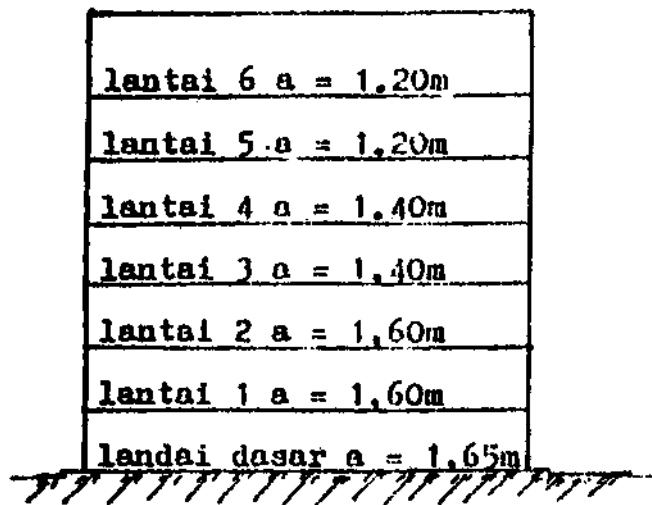 lantai 6 a = 1.20m
lantai 5 a = 1,20m
lantai 4 a = 1.40m
lantai 3 a = 1,40m
lantai 2 a = 1,60m
lantai 1 a = 1,60m
landai dasar a = 1,65m